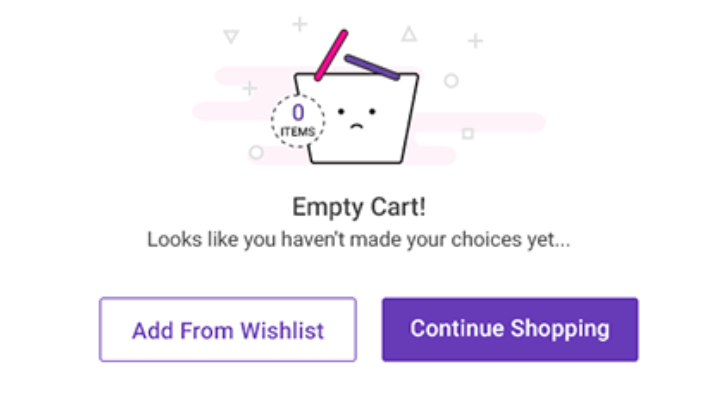 0
ITEMS
Empty Cart!
Looks like you haven't made your choices yet...
Add From Wishlist
Continue Shopping